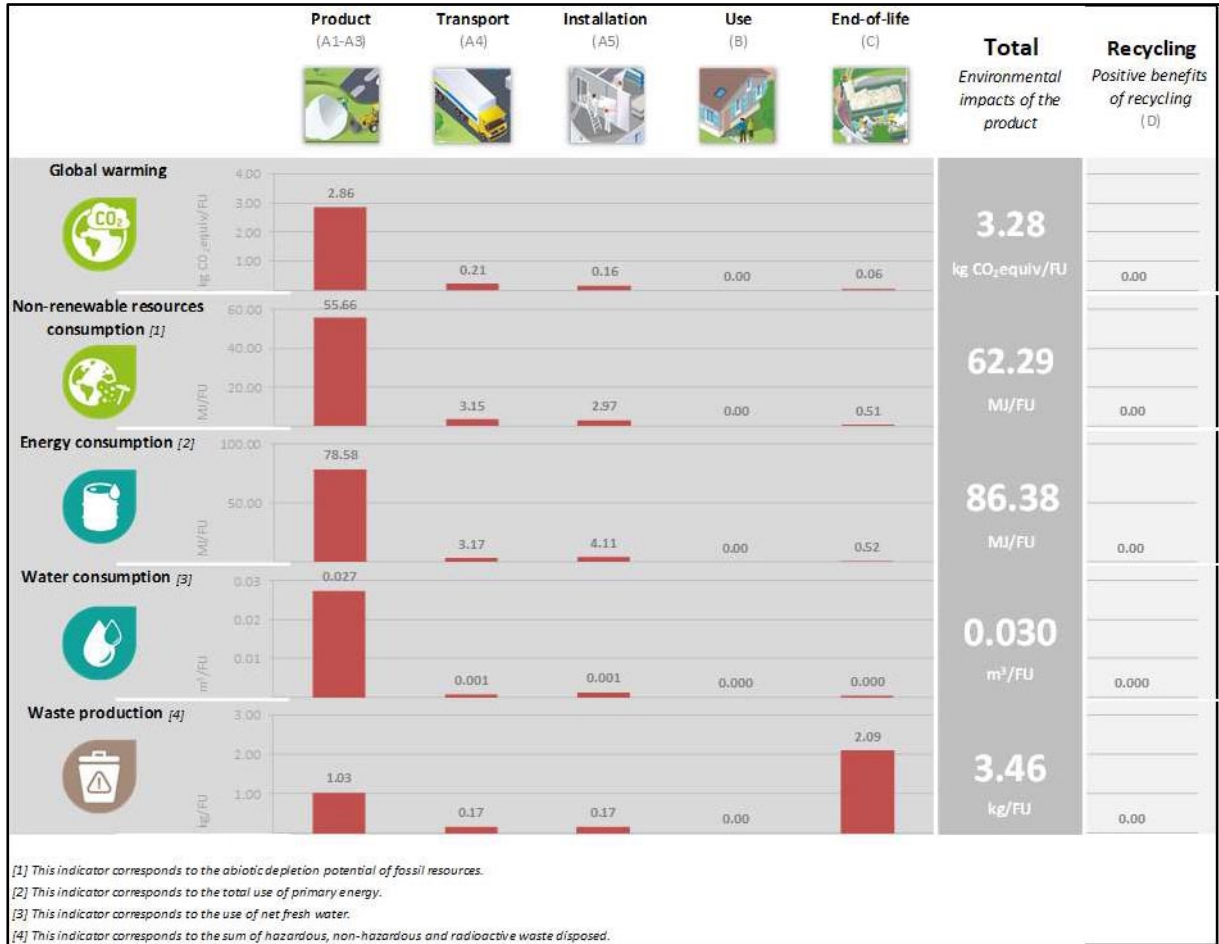 Product
(A1-A3)
Transport
(A4)
Installation
(A5)
Use
(B)
End-of-life
(C)
Total
Environmental
impacts of the
product
Recycling
Positive benefits
of recycling
(D)
Global warming
CO2
kg CO2equiv/FU
4.00
3.00
2.00
1.00
2.86
0.21
0.16
0.00
0.06
3.28
kg CO2equiv/FU
0.00
Non-renewable resources
consumption [1]
MJ/FU
60.00
40.00
20.00
55.66
3.15
2.97
0.00
0.51
62.29
MJ/FU
0.00
Energy consumption [2]
MJ/FU
100.00
50.00
78.58
3.17
4.11
0.00
0.52
86.38
MJ/FU
0.00
Water consumption [3]
m³/FU
0.03
0.02
0.01
0.027
0.001
0.001
0.000
0.000
0.030
m³/FU
0.000
Waste production [4]
kg/FU
3.00
2.00
1.00
1.03
0.17
0.17
0.00
2.09
3.46
kg/FU
0.00
[1] This indicator corresponds to the abiotic depletion potential of fossil resources.
[2] This indicator corresponds to the total use of primary energy.
[3] This indicator corresponds to the use of net fresh water.
[4] This indicator corresponds to the sum of hazardous, non-hazardous and radioactive waste disposed.